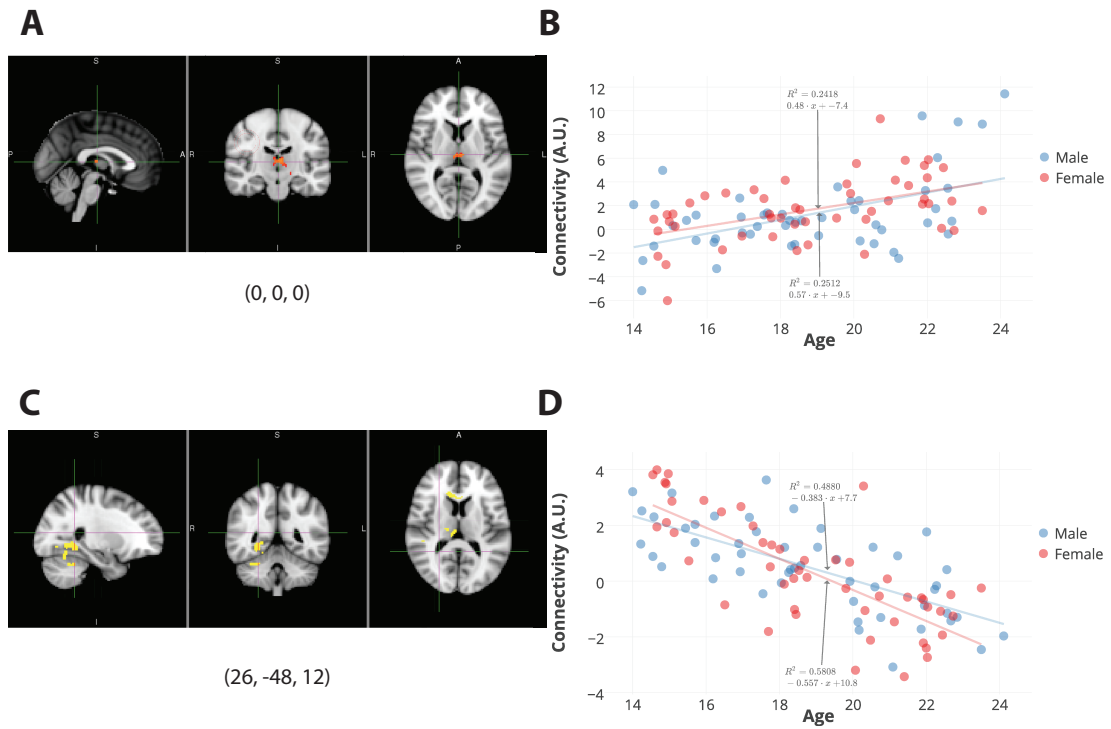 A
B
S
S
A
P
A
R
L
R
L
I
I
P
(0, 0, 0)
Connectivity (A.U.)
12
10
8
6
4
2
0
−2
−4
−6
R² = 0.2418
0.48 · x + −7.4
R² = 0.2512
0.57 · x + −9.5
14
16
18
20
22
24
Age
Male
Female
C
D
S
S
A
R
L
I
(26, -48, 12)
Connectivity (A.U.)
4
2
0
−2
−4
R² = 0.4880
− 0.383 · x +7.7
R² = 0.5808
− 0.557 · x +10.8
14
16
18
20
22
24
Age
Male
Female